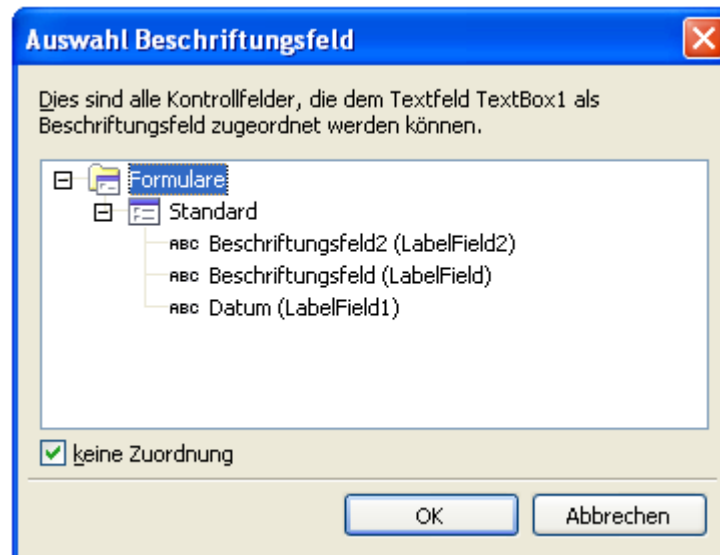 Auswahl Beschriftungsfeld
Dies sind alle Kontrollfelder, die dem Textfeld TextBox1 als
Beschriftungsfeld zugeordnet werden können.
Formulare
Standard
ABC Beschriftungsfeld2 (LabelField2)
ABC Beschriftungsfeld (LabelField)
ABC Datum (LabelField1)
keine Zuordnung
OK Abbrechen